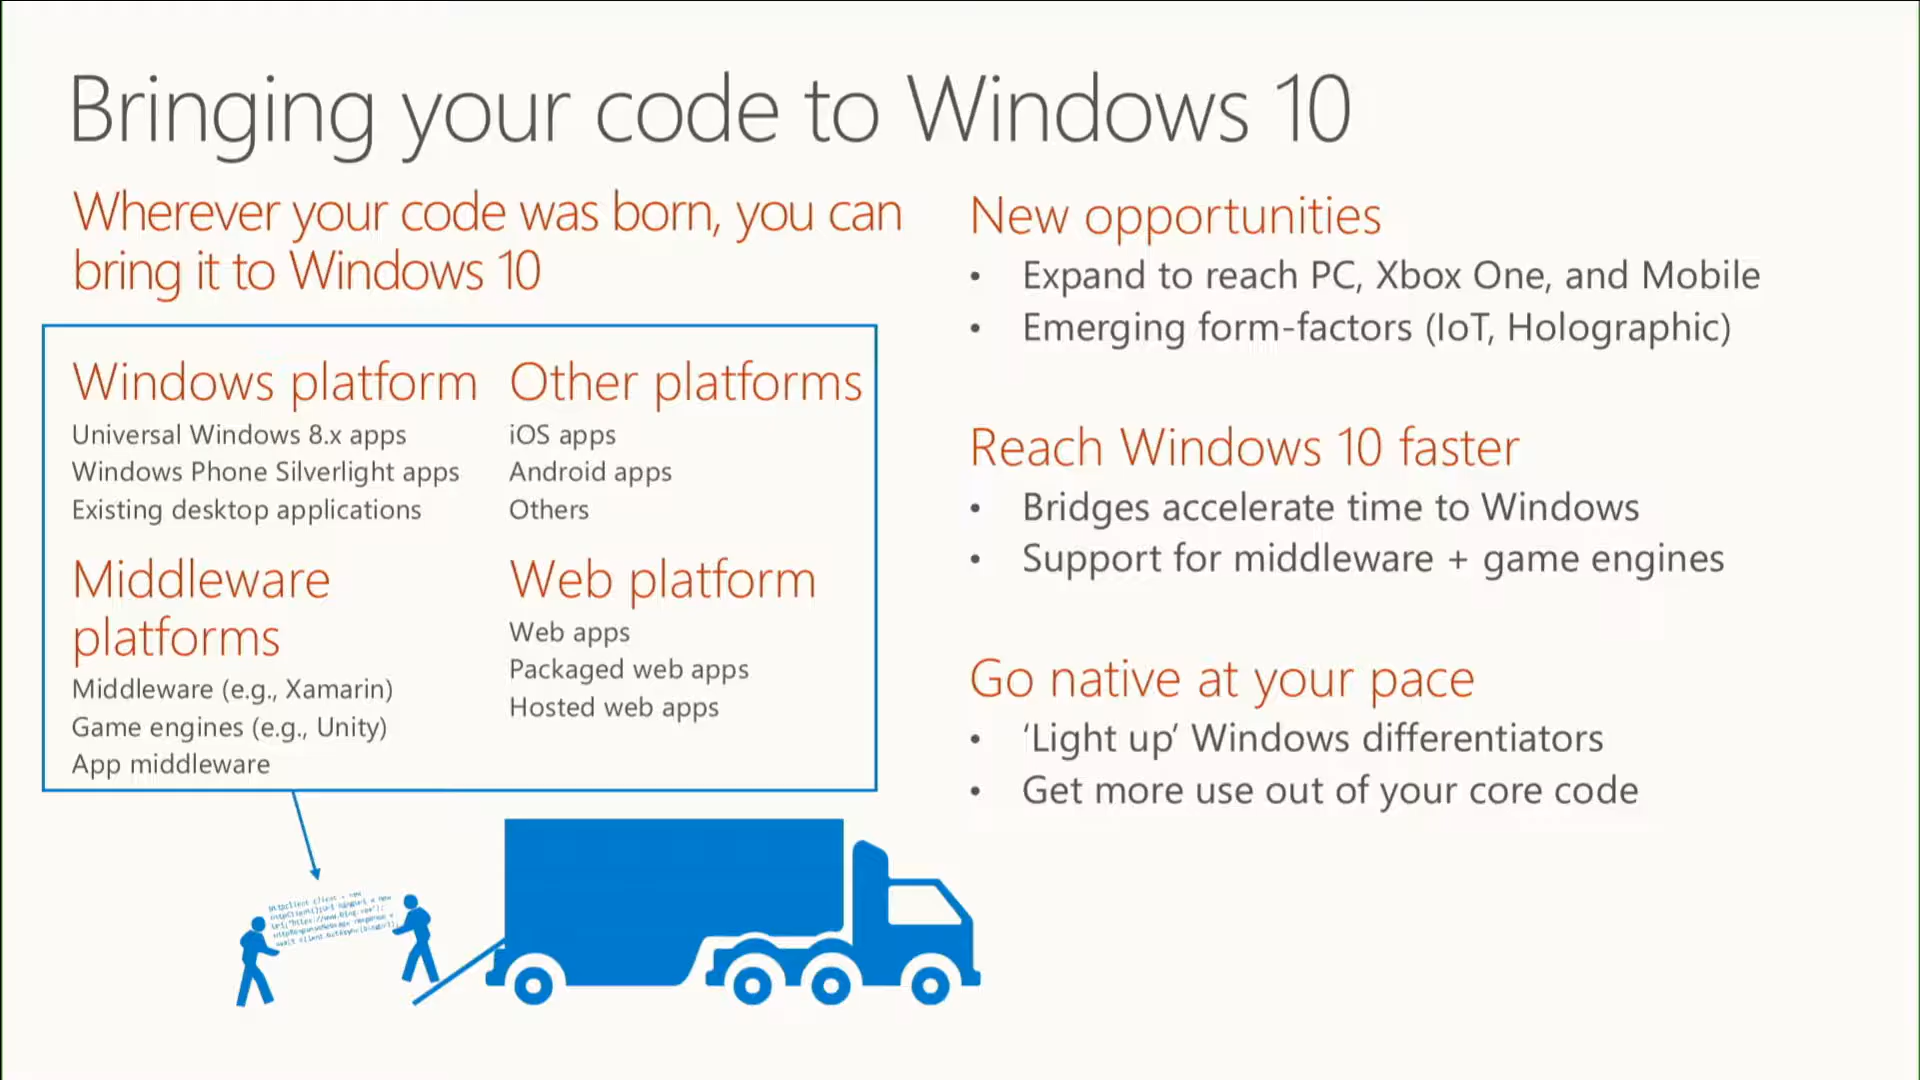 Bringing your code to Windows 10
Wherever your code was born, you can
bring it to Windows 10
Windows platform
Universal Windows 8.x apps
Windows Phone Silverlight apps
Existing desktop applications
Other platforms
iOS apps
Android apps
Others
Middleware
platforms
Middleware (e.g., Xamarin)
Game engines (e.g., Unity)
App middleware
Web platform
Web apps
Packaged web apps
Hosted web apps
New opportunities
• Expand to reach PC, Xbox One, and Mobile
• Emerging form-factors (IoT, Holographic)
Reach Windows 10 faster
• Bridges accelerate time to Windows
• Support for middleware + game engines
Go native at your pace
• ‘Light up’ Windows differentiators
• Get more use out of your core code